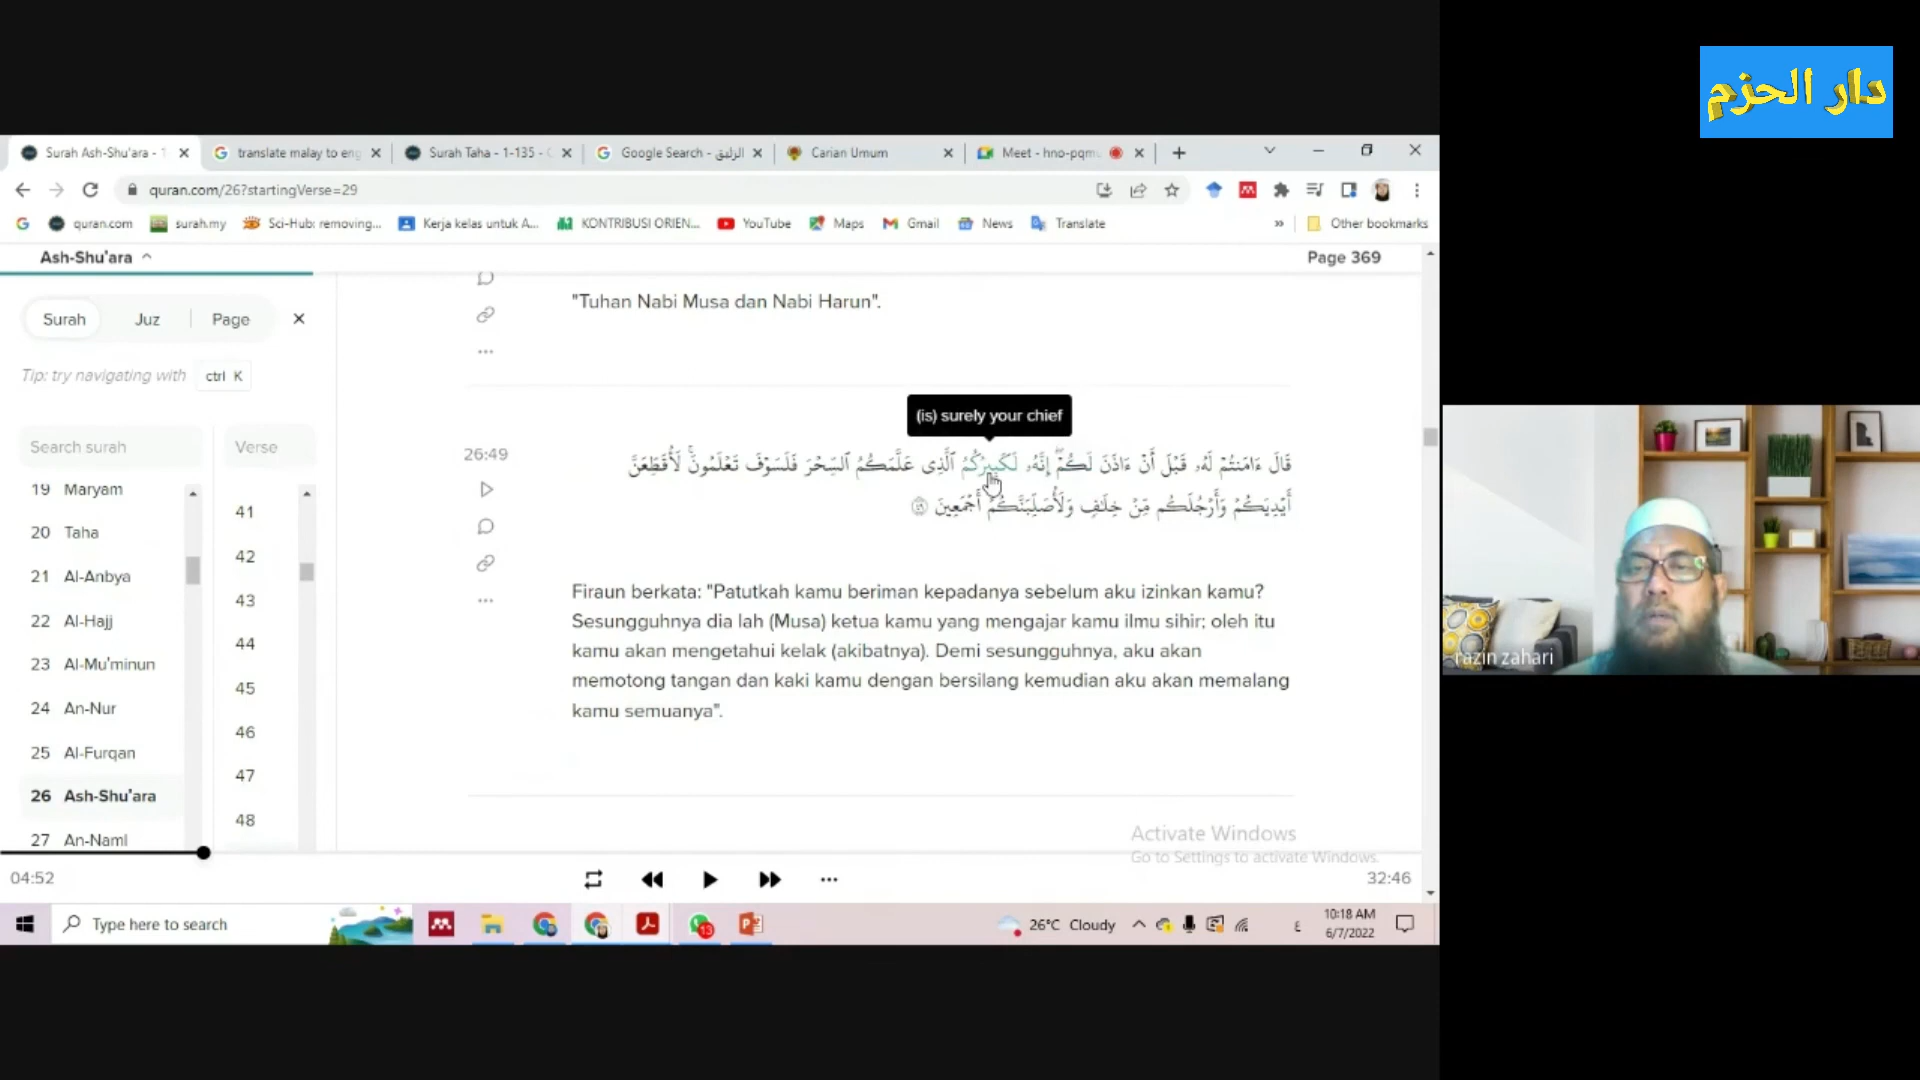 دار الحزم
Surah Ash-Shu'ara - 1
translate malay to eng
Surah Taha - 1-135 - C
Google Search - الزليق
Carian Umum
Meet - hno-pqmu
quran.com/26?startingVerse=29
quran.com
surah.my
Sci-Hub: removing...
Kerja kelas untuk A...
KONTRIBUSI ORIEN...
YouTube
Maps
Gmail
News
Translate
»
Other bookmarks
Ash-Shu'ara
Page 369
Surah
Juz
Page
Tip: try navigating with ctrl K
Search surah
Verse
19 Maryam
20 Taha
21 Al-Anbya
22 Al-Hajj
23 Al-Mu'minun
24 An-Nur
25 Al-Furqan
26 Ash-Shu'ara
27 An-Naml
41
42
43
44
45
46
47
48
"Tuhan Nabi Musa dan Nabi Harun".
(is) surely your chief
26:49
قَالَ ءَامَنتُمْ لَهُۥ قَبْلَ أَنْ ءَاذَنَ لَكُمْ ۖ إِنَّهُۥ لَكَبِيرُكُمُ ٱلَّذِى عَلَّمَكُمُ ٱلسِّحْرَ فَلَسَوْفَ تَعْلَمُونَ ۚ لَأُقَطِّعَنَّ
أَيْدِيَكُمْ وَأَرْجُلَكُم مِّنْ خِلَـٰفٍ وَلَأُصَلِّبَنَّكُمْ أَجْمَعِينَ ٤٩
Firaun berkata: "Patutkah kamu beriman kepadanya sebelum aku izinkan kamu?
Sesungguhnya dia lah (Musa) ketua kamu yang mengajar kamu ilmu sihir; oleh itu
kamu akan mengetahui kelak (akibatnya). Demi sesungguhnya, aku akan
memotong tangan dan kaki kamu dengan bersilang kemudian aku akan memalang
kamu semuanya".
Activate Windows
Go to Settings to activate Windows.
04:52
32:46
Type here to search
13
26°C Cloudy
ع
10:18 AM
6/7/2022
razin zahari